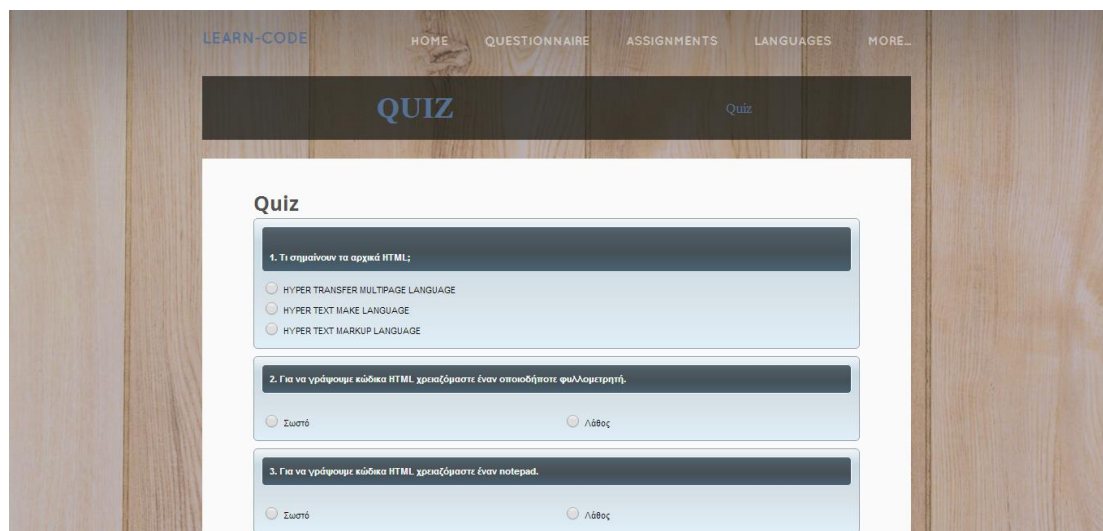 LEARN-CODE HOME QUESTIONNAIRE ASSIGNMENTS LANGUAGES MORE...
QUIZ Quiz
Quiz
1. Τι σημαίνουν τα αρχικά HTML;
HYPER TRANSFER MULTIPAGE LANGUAGE
HYPER TEXT MAKE LANGUAGE
HYPER TEXT MARKUP LANGUAGE
2. Για να γράψουμε κώδικα HTML χρειαζόμαστε έναν οποιοδήποτε φυλλομετρητή.
Σωστό Λάθος
3. Για να γράψουμε κώδικα HTML χρειαζόμαστε έναν notepad.
Σωστό Λάθος